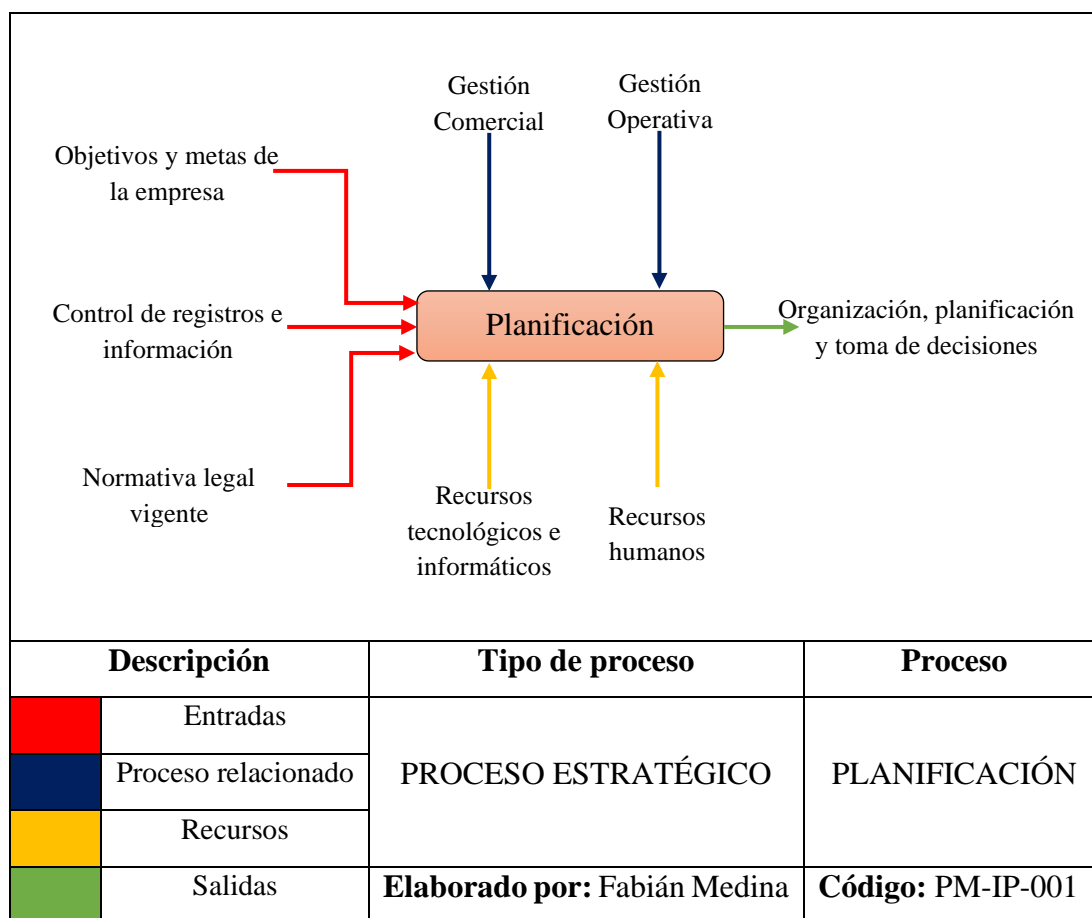 Gestión
Comercial
Gestión
Operativa
Objetivos y metas de
la empresa
Control de registros e
información
Planificación
Organización, planificación
y toma de decisiones
Normativa legal
vigente
Recursos
tecnológicos e
informáticos
Recursos
humanos
Descripción
Tipo de proceso
Proceso
Entradas
Proceso relacionado
PROCESO ESTRATÉGICO
PLANIFICACIÓN
Recursos
Salidas
Elaborado por: Fabián Medina
Código: PM-IP-001